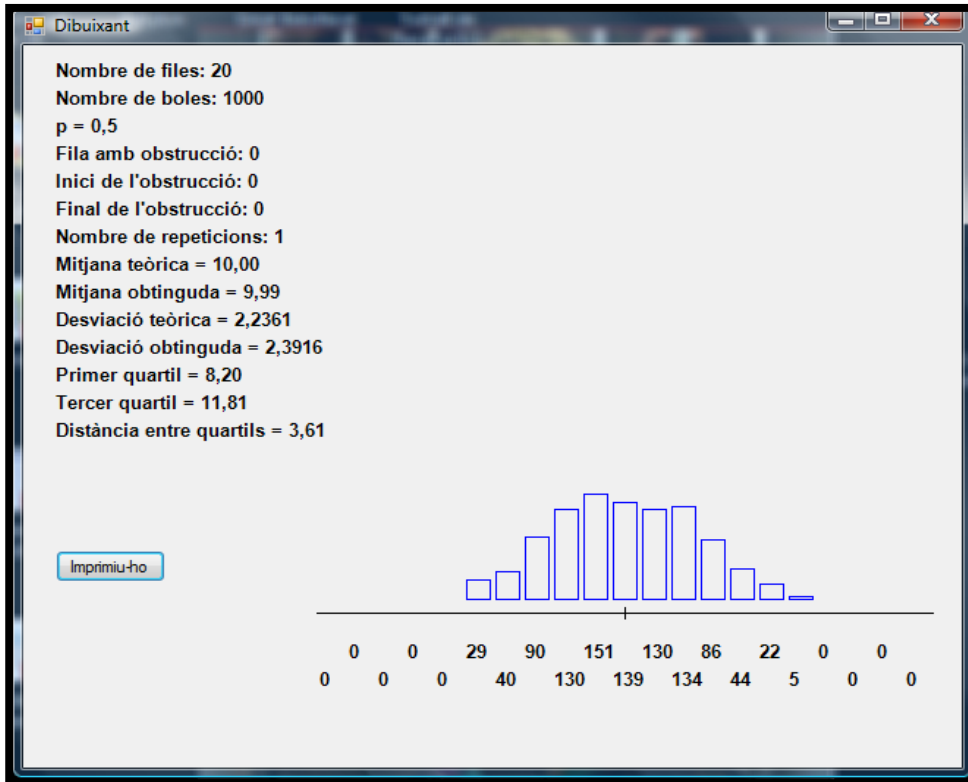 Dibuixant
Nombre de files: 20
Nombre de boles: 1000
p = 0,5
Fila amb obstrucció: 0
Inici de l'obstrucció: 0
Final de l'obstrucció: 0
Nombre de repeticions: 1
Mitjana teòrica = 10,00
Mitjana obtinguda = 9,99
Desviació teòrica = 2,2361
Desviació obtinguda = 2,3916
Primer quartil = 8,20
Tercer quartil = 11,81
Distància entre quartils = 3,61
Imprimiu-ho
0 0 29 90 151 130 86 22 0 0
0 0 0 40 130 139 134 44 5 0 0